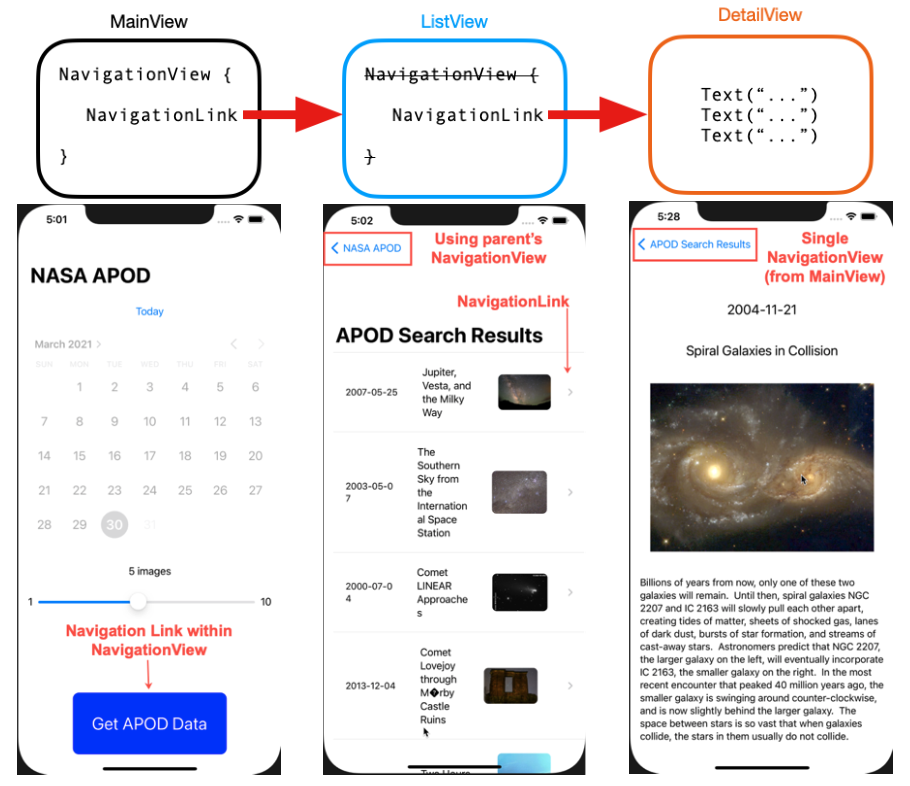 MainView
NavigationView {
NavigationLink
}
ListView
NavigationView {
NavigationLink
}
DetailView
Text(“...”)
Text(“...”)
Text(“...”)
5:01
NASA APOD
Today
March 2021 >
< >
SUN MON TUE WED THU FRI SAT
1 2 3 4 5 6
7 8 9 10 11 12 13
14 15 16 17 18 19 20
21 22 23 24 25 26 27
28 29 30 31
5 images
1 10
Navigation Link within
NavigationView
Get APOD Data
5:02
< NASA APOD
Using parent's
NavigationView
NavigationLink
APOD Search Results
2007-05-25
Jupiter,
Vesta, and
the Milky
Way
2003-05-0
7
The
Southern
Sky from
the
Internation
al Space
Station
2000-07-0
4
Comet
LINEAR
Approache
s
2013-12-04
Comet
Lovejoy
through
M�rby
Castle
Ruins
Two Hours
5:28
< APOD Search Results
Single
NavigationView
(from MainView)
2004-11-21
Spiral Galaxies in Collision
Billions of years from now, only one of these two
galaxies will remain. Until then, spiral galaxies NGC
2207 and IC 2163 will slowly pull each other apart,
creating tides of matter, sheets of shocked gas, lanes
of dark dust, bursts of star formation, and streams of
cast-away stars. Astronomers predict that NGC 2207,
the larger galaxy on the left, will eventually incorporate
IC 2163, the smaller galaxy on the right. In the most
recent encounter that peaked 40 million years ago, the
smaller galaxy is swinging around counter-clockwise,
and is now slightly behind the larger galaxy. The
space between stars is so vast that when galaxies
collide, the stars in them usually do not collide.